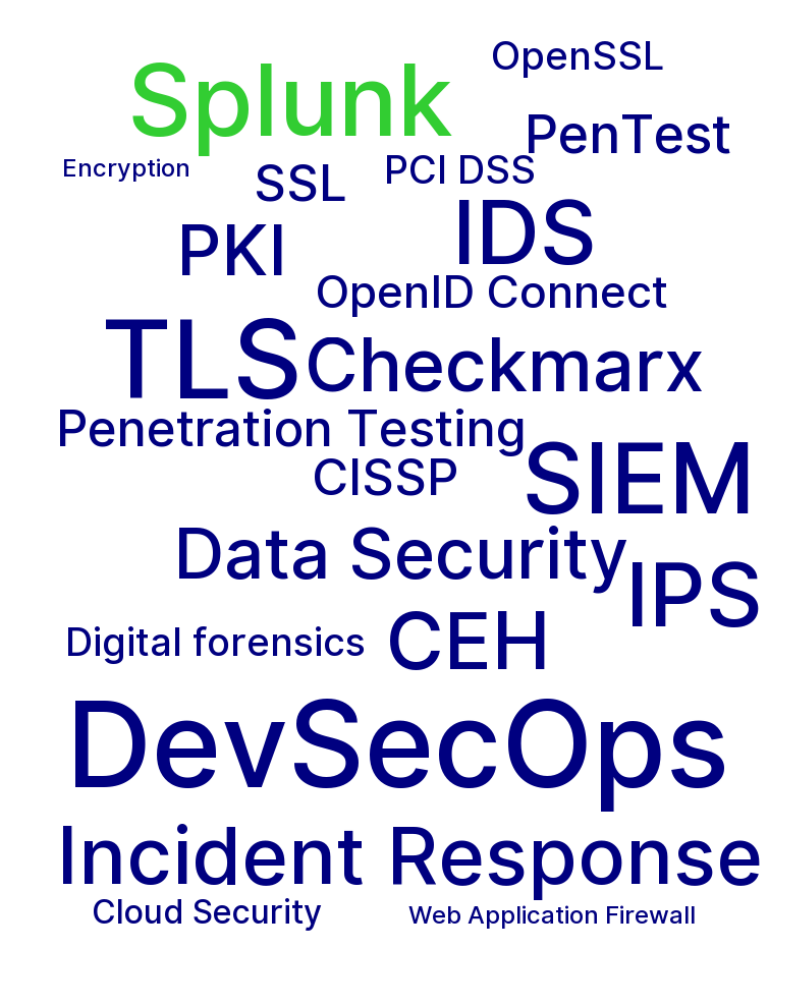 OpenSSL
Splunk
PenTest
Encryption
SSL
PCI DSS
IDS
PKI
OpenID Connect
TLS
Checkmarx
Penetration Testing
CISSP
SIEM
Data Security
IPS
Digital forensics
CEH
DevSecOps
Incident Response
Cloud Security
Web Application Firewall